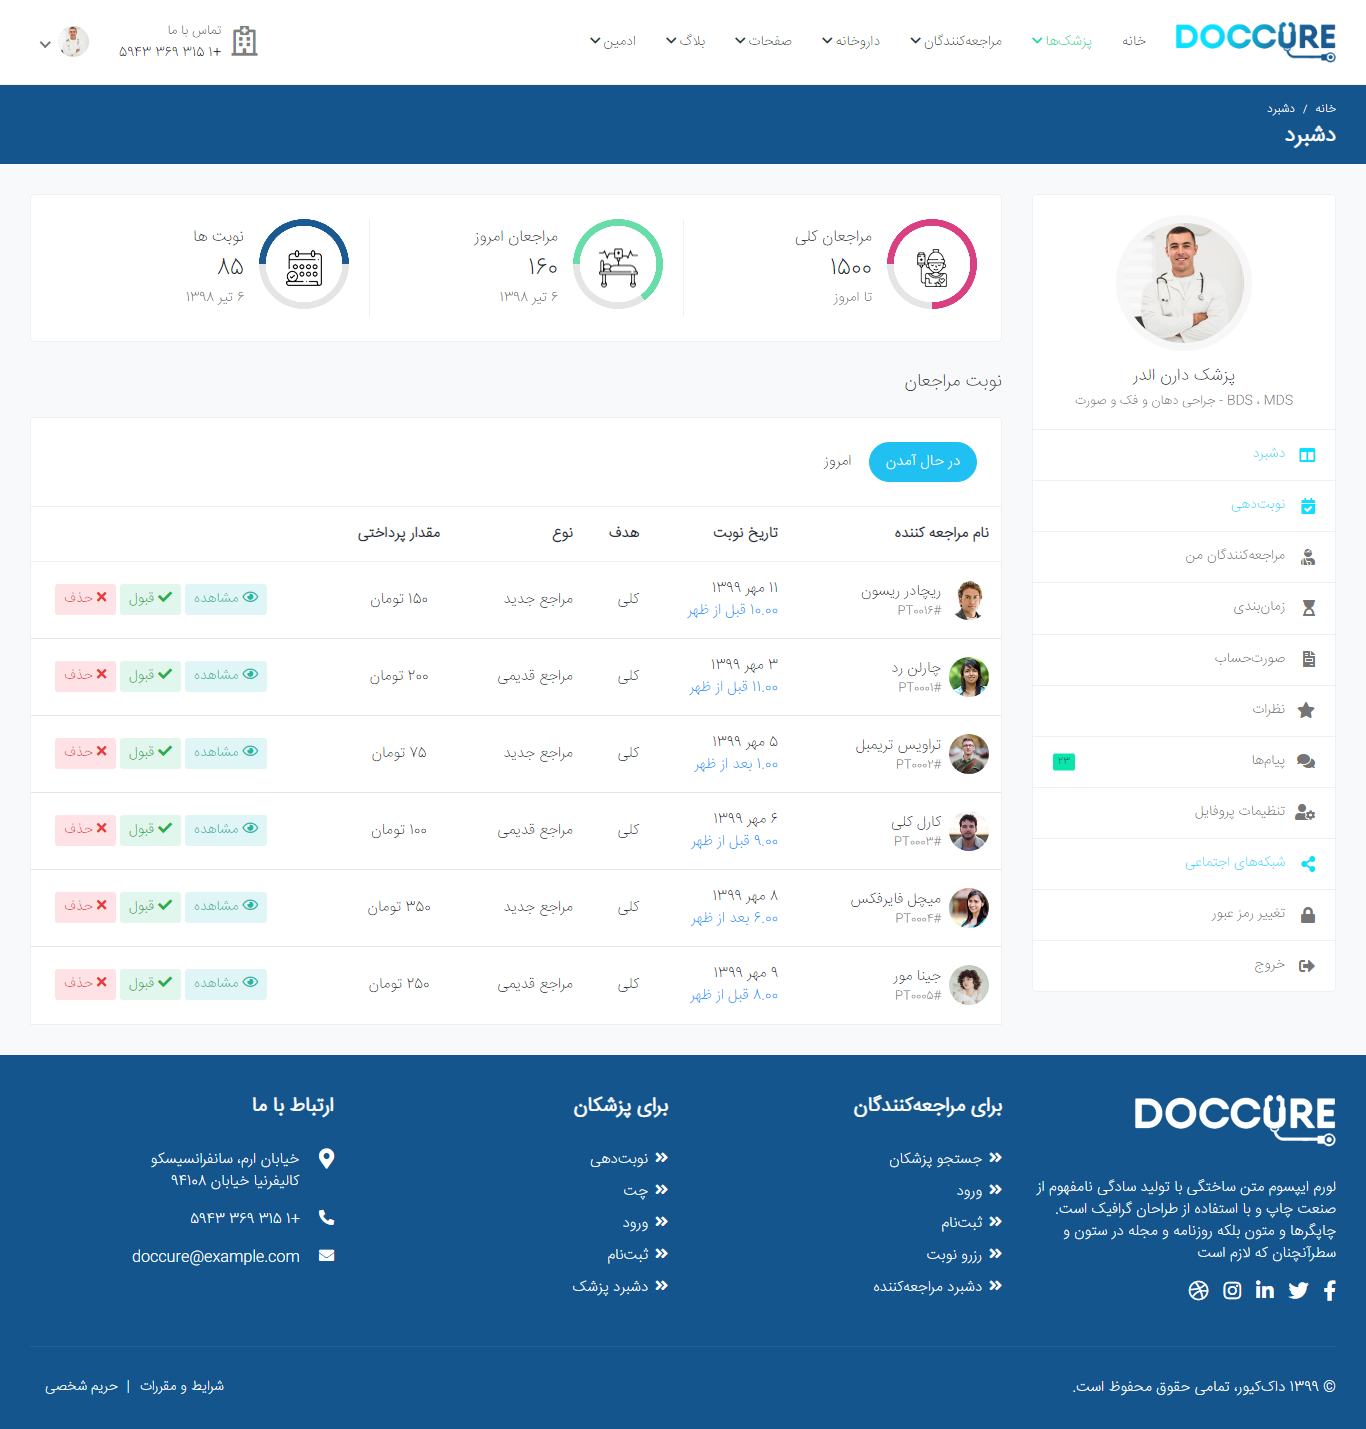 DOCCURE
خانه
پزشک‌ها
مراجعه‌کنندگان
داروخانه
صفحات
بلاگ
ادمین
تماس با ما
+۱ ۳۱۵ ۳۶۹ ۵۹۴۳
خانه / دشبرد
دشبرد
پزشک دارن الدر
BDS ، MDS - جراحی دهان و فک و صورت
دشبرد
نوبت‌دهی
مراجعه‌کنندگان من
زمان‌بندی
صورت‌حساب
نظرات
پیام‌ها
۲۳
تنظیمات پروفایل
شبکه‌های اجتماعی
تغییر رمز عبور
خروج
مراجعان کلی
۱۵۰۰
تا امروز
مراجعان امروز
۱۶۰
۶ تیر ۱۳۹۸
نوبت ها
۸۵
۶ تیر ۱۳۹۸
نوبت مراجعان
در حال آمدن
امروز
نام مراجعه کننده تاریخ نوبت هدف نوع مقدار پرداختی
ریچادر ریسون ۱۱ مهر ۱۳۹۹ کلی مراجع جدید ۱۵۰ تومان مشاهده قبول حذف
#PT۰۰۱۶ ۱۰.۰۰ قبل از ظهر
چارلن رد ۳ مهر ۱۳۹۹ کلی مراجع قدیمی ۲۰۰ تومان مشاهده قبول حذف
#PT۰۰۰۱ ۱۱.۰۰ قبل از ظهر
تراویس تریمبل ۵ مهر ۱۳۹۹ کلی مراجع جدید ۷۵ تومان مشاهده قبول حذف
#PT۰۰۰۲ ۱.۰۰ بعد از ظهر
کارل کلی ۶ مهر ۱۳۹۹ کلی مراجع قدیمی ۱۰۰ تومان مشاهده قبول حذف
#PT۰۰۰۳ ۹.۰۰ قبل از ظهر
میچل فایرفکس ۸ مهر ۱۳۹۹ کلی مراجع جدید ۳۵۰ تومان مشاهده قبول حذف
#PT۰۰۰۴ ۶.۰۰ بعد از ظهر
جینا مور ۹ مهر ۱۳۹۹ کلی مراجع قدیمی ۲۵۰ تومان مشاهده قبول حذف
#PT۰۰۰۵ ۸.۰۰ قبل از ظهر
DOCCURE
لورم ایپسوم متن ساختگی با تولید سادگی نامفهوم از
صنعت چاپ و با استفاده از طراحان گرافیک است.
چاپگرها و متون بلکه روزنامه و مجله در ستون و
سطرآنچنان که لازم است
برای مراجعه‌کنندگان
جستجو پزشکان
ورود
ثبت‌نام
رزرو نوبت
دشبرد مراجعه‌کننده
برای پزشکان
نوبت‌دهی
چت
ورود
ثبت‌نام
دشبرد پزشک
ارتباط با ما
خیابان ارم، سانفرانسیسکو
کالیفرنیا خیابان ۹۴۱۰۸
+۱ ۳۱۵ ۳۶۹ ۵۹۴۳
doccure@example.com
© ۱۳۹۹ داک‌کیور، تمامی حقوق محفوظ است.
شرایط و مقررات | حریم شخصی